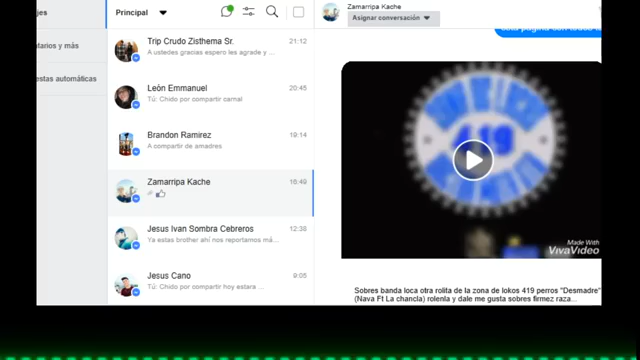 jes
Principal
Zamarripa Kache
Asignar conversación
tarios y más
Trip Crudo Zisthema Sr.
21:12
A ustedes gracias espero les agrade y ...
estas automáticas
León Emmanuel
20:45
Tú: Chido por compartir carnal
Brandon Ramirez
19:14
A compartir de amadres
419
Zamarripa Kache
16:49
Jesus Ivan Sombra Cebreros
12:38
Ya estas brother ahí nos reportamos má...
Made With
VivaVideo
Jesus Cano
9:05
Tú: Chido por compartir hoy estara ...
Sobres banda loca otra rolita de la zona de lokos 419 perros "Desmadre"
(Nava Ft La chancla) rolenla y dale me gusta sobres firmez raza...